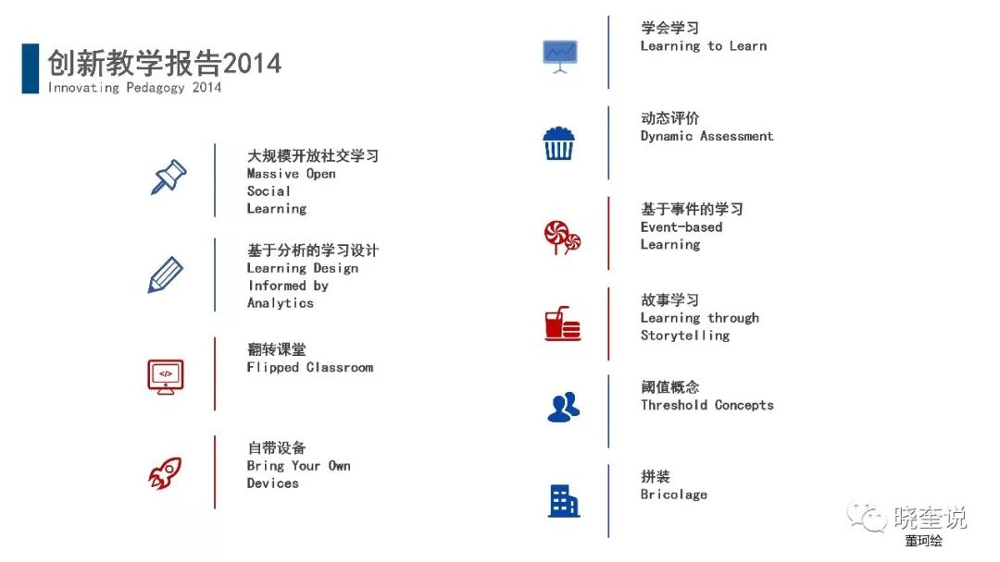 创新教学报告2014
Innovating Pedagogy 2014
大规模开放社交学习
Massive Open
Social
Learning
基于分析的学习设计
Learning Design
Informed by
Analytics
翻转课堂
Flipped Classroom
</>
自带设备
Bring Your Own
Devices
学会学习
Learning to Learn
动态评价
Dynamic Assessment
基于事件的学习
Event-based
Learning
故事学习
Learning through
Storytelling
阈值概念
Threshold Concepts
拼装
Bricolage
晓奎说
董珂绘